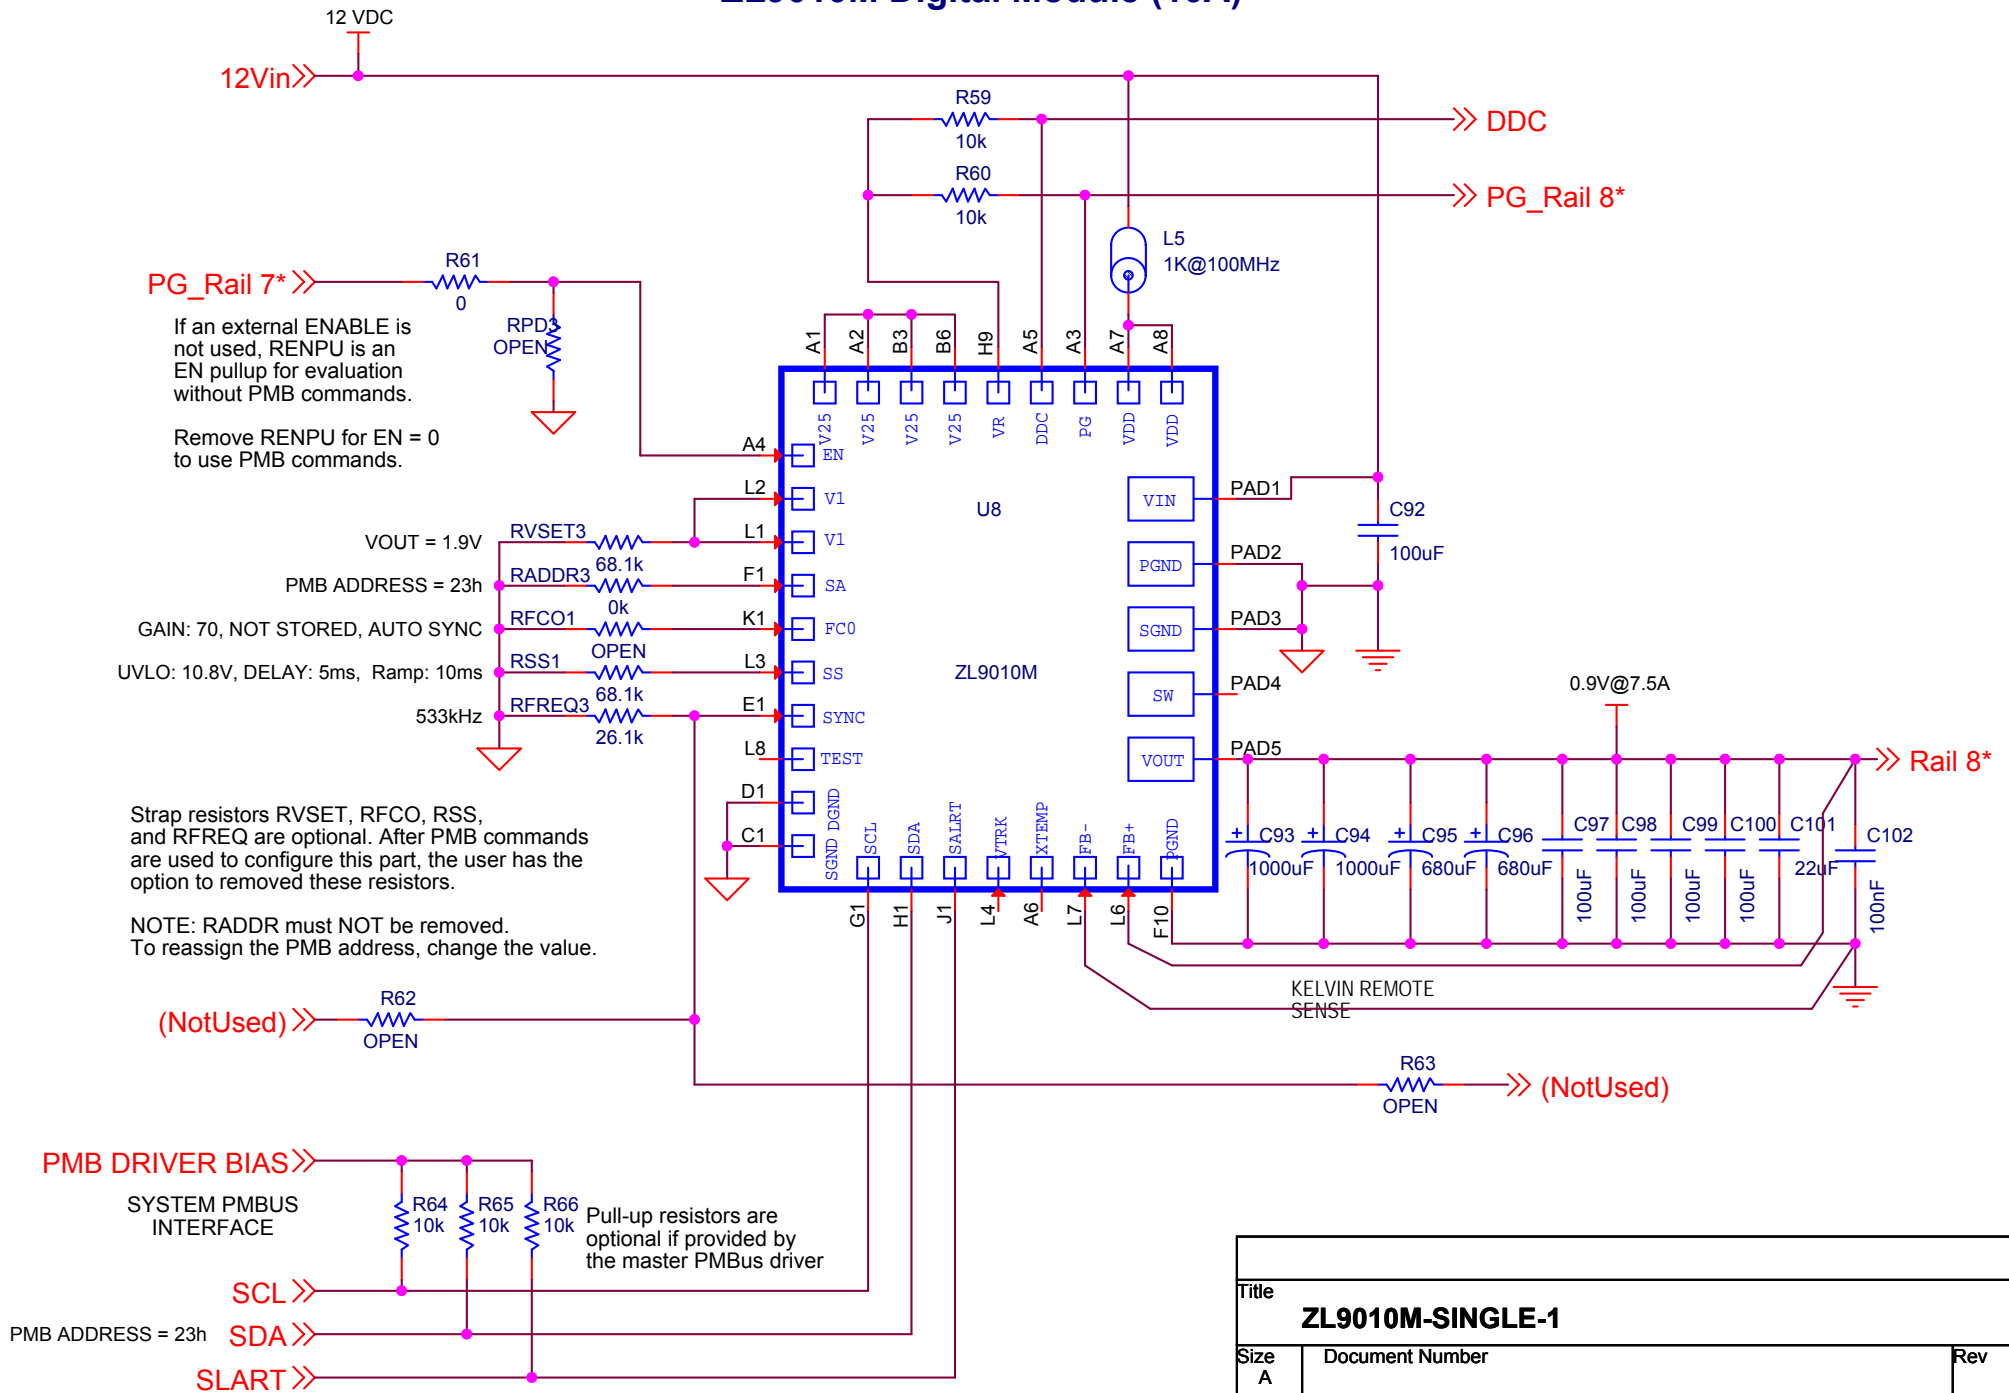 12 VDC
12Vin
R59
10k
DDC
R60
10k
PG_Rail 8*
L5
1K@100MHz
PG_Rail 7*
R61
0
RPD3
OPEN
If an external ENABLE is
not used, RENPU is an
EN pullup for evaluation
without PMB commands.
Remove RENPU for EN = 0
to use PMB commands.
A1
A2
B3
B6
H9
A5
A3
A7
A8
V25
V25
V25
V25
VR
DDC
PG
VDD
VDD
A4
EN
L2
V1
L1
V1
F1
SA
K1
FC0
L3
SS
E1
SYNC
L8
TEST
D1
DGND
C1
SGND
U8
ZL9010M
VIN
PAD1
PGND
PAD2
SGND
PAD3
SW
PAD4
VOUT
PAD5
C92
100uF
VOUT = 1.9V
RVSET3
68.1k
PMB ADDRESS = 23h
RADDR3
0k
GAIN: 70, NOT STORED, AUTO SYNC
RFCO1
OPEN
UVLO: 10.8V, DELAY: 5ms, Ramp: 10ms
RSS1
68.1k
533kHz
RFREQ3
26.1k
0.9V@7.5A
Rail 8*
C93
1000uF
C94
1000uF
C95
680uF
C96
680uF
C97
100uF
C98
100uF
C99
100uF
C100
100uF
C101
22uF
C102
100nF
SCL
SDA
SALRT
VTRK
XTEMP
FB-
FB+
PGND
G1
H1
J1
L4
A6
L7
L6
F10
KELVIN REMOTE
SENSE
Strap resistors RVSET, RFCO, RSS,
and RFREQ are optional. After PMB commands
are used to configure this part, the user has the
option to removed these resistors.
NOTE: RADDR must NOT be removed.
To reassign the PMB address, change the value.
(NotUsed)
R62
OPEN
R63
OPEN
(NotUsed)
PMB DRIVER BIAS
SYSTEM PMBUS
INTERFACE
R64
10k
R65
10k
R66
10k
Pull-up resistors are
optional if provided by
the master PMBus driver
SCL
PMB ADDRESS = 23h
SDA
SLART
Title
ZL9010M-SINGLE-1
Size
A
Document Number
Rev